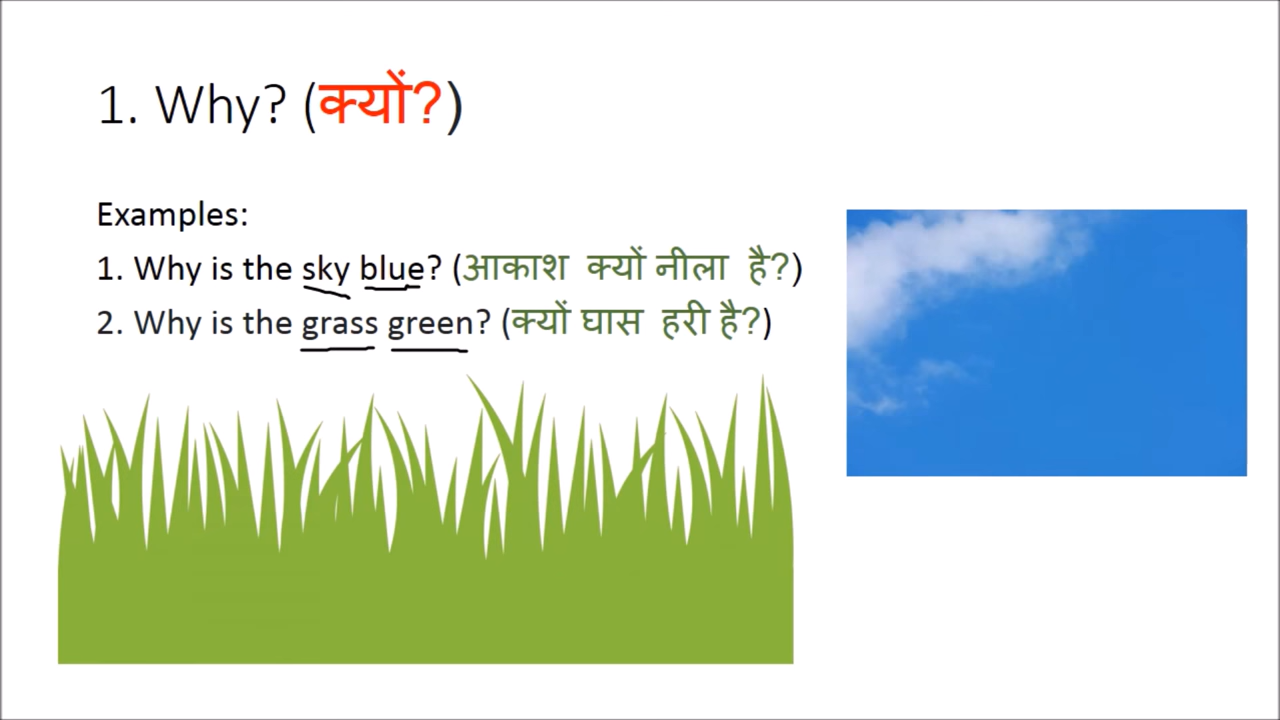 1. Why? (क्यों?)
Examples:
1. Why is the sky blue? (आकाश क्यों नीला है?)
2. Why is the grass green? (क्यों घास हरी है?)